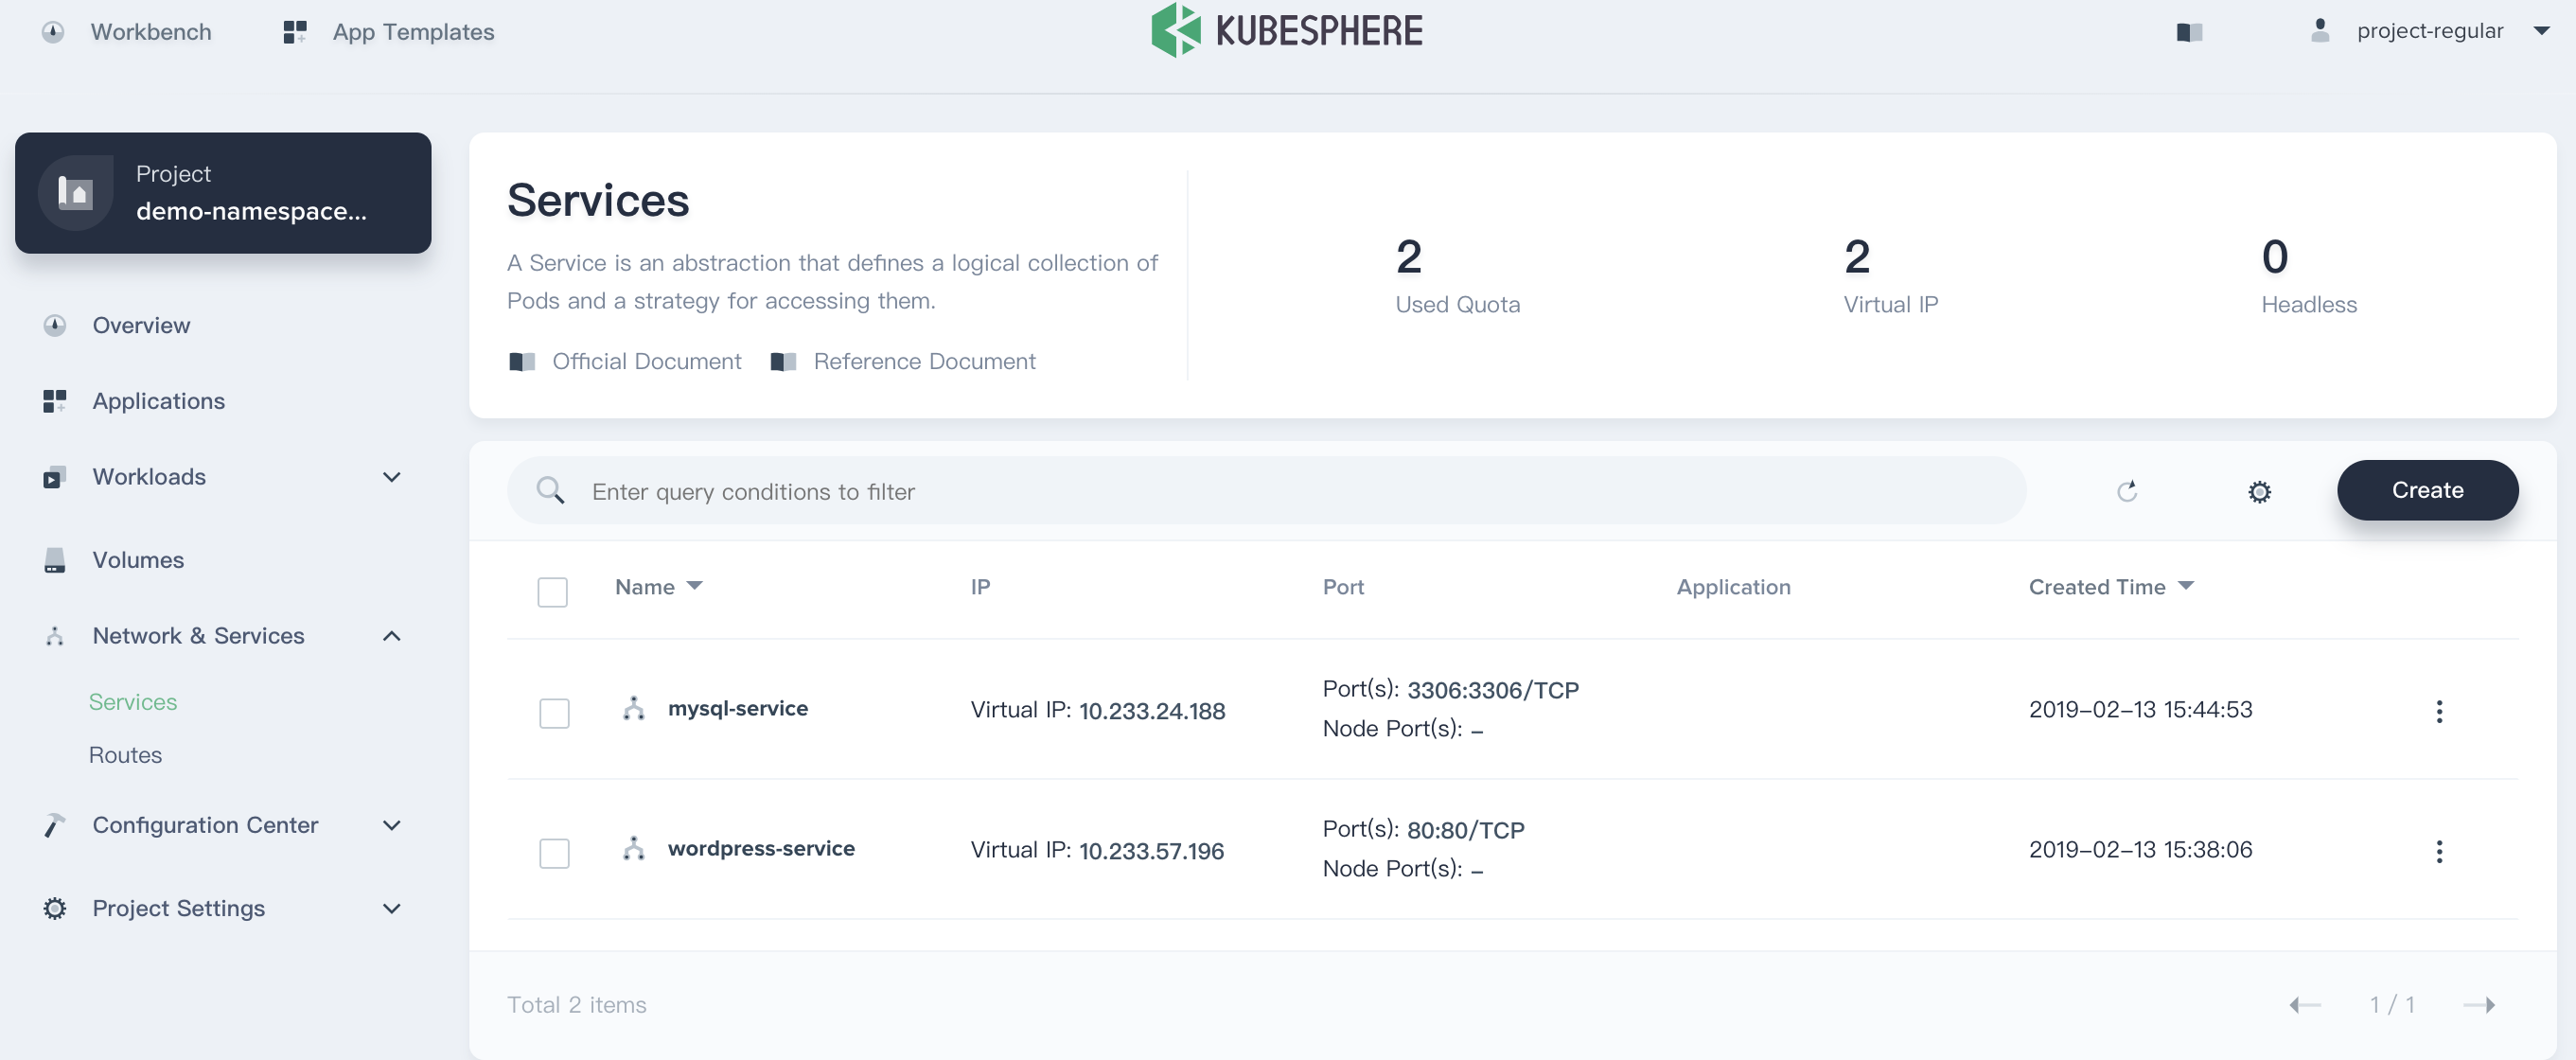 Workbench
App Templates
KUBESPHERE
project-regular
Project
demo-namespace...
Overview
Applications
Workloads
Volumes
Network & Services
Services
Routes
Configuration Center
Project Settings
Services
A Service is an abstraction that defines a logical collection of
Pods and a strategy for accessing them.
Official Document Reference Document
2
Used Quota
2
Virtual IP
0
Headless
Enter query conditions to filter
Create
Name IP Port Application Created Time
mysql-service
Virtual IP: 10.233.24.188
Port(s): 3306:3306/TCP
Node Port(s): –
2019–02–13 15:44:53
wordpress-service
Virtual IP: 10.233.57.196
Port(s): 80:80/TCP
Node Port(s): –
2019–02–13 15:38:06
Total 2 items
1 / 1